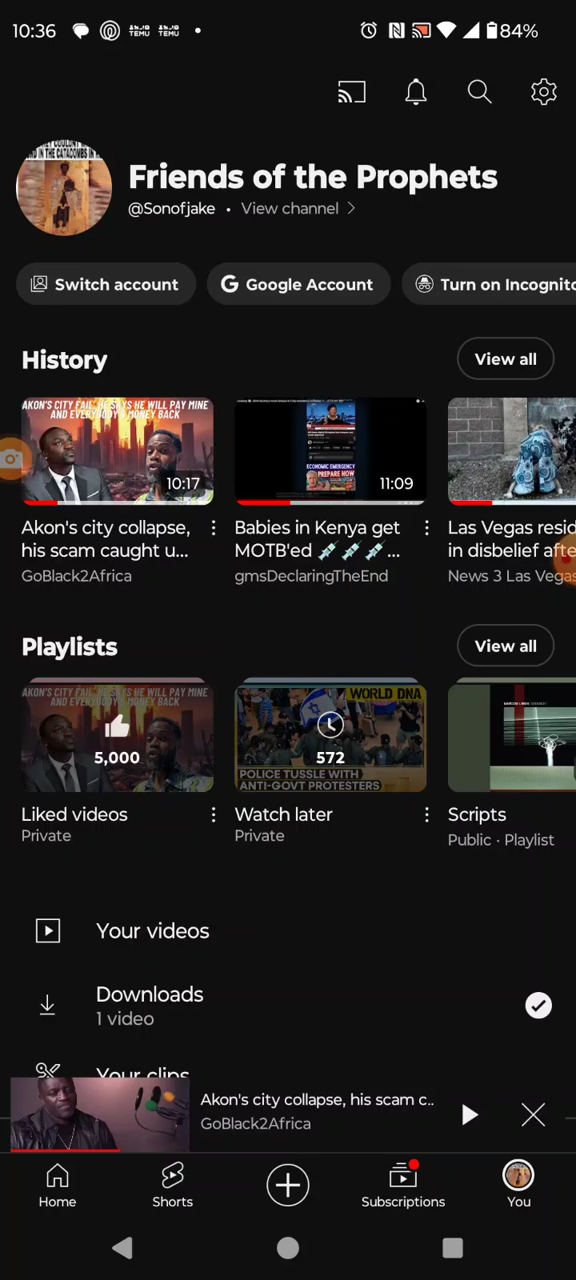 10:36
TEMU TEMU
84%
Friends of the Prophets
@Sonofjake • View channel
Switch account
Google Account
Turn on Incognito
History
View all
AKON'S CITY FAIL, HE SAYS HE WILL PAY MINE
AND EVERYBODY'S MONEY BACK
10:17
ECONOMIC EMERGENCY
PREPARE NOW
11:09
Akon's city collapse,
his scam caught u...
GoBlack2Africa
Babies in Kenya get
MOTB'ed 💉💉💉...
gmsDeclaringTheEnd
Las Vegas resid
in disbelief afte
News 3 Las Vegas
Playlists
View all
AKON'S CITY FAIL, HE SAYS HE WILL PAY MINE
AND EVERYBODY'S MONEY BACK
5,000
WORLD DNA
572
POLICE TUSSLE WITH
ANTI-GOVT PROTESTERS
Liked videos
Private
Watch later
Private
Scripts
Public · Playlist
Your videos
Downloads
1 video
Your clips
Akon's city collapse, his scam c..
GoBlack2Africa
Home
Shorts
Subscriptions
You